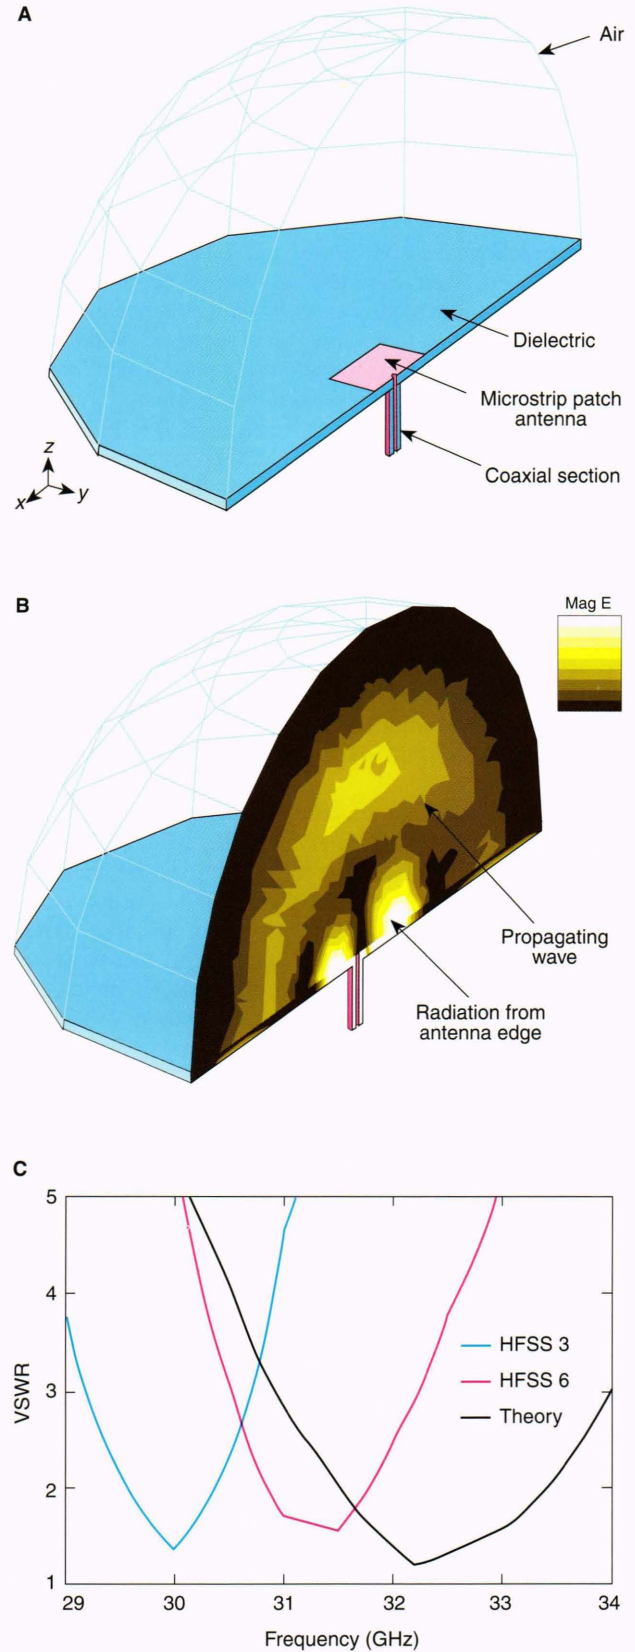 A
Air
Dielectric
Microstrip patch
antenna
Coaxial section
z
x
y
B
Mag E
Propagating
wave
Radiation from
antenna edge
C
5
4
3
2
1
VSWR
HFSS 3
HFSS 6
Theory
29 30 31 32 33 34
Frequency (GHz)